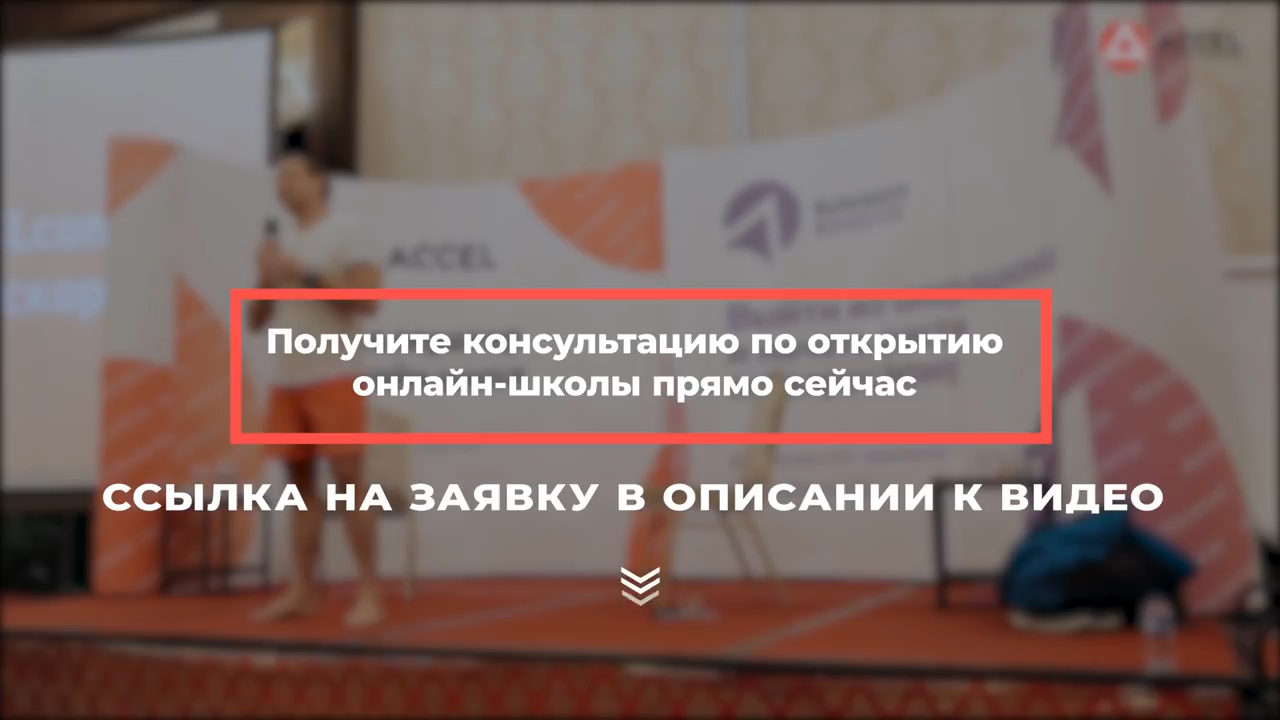 ACCEL
ACCEL
Получите консультацию по открытию
онлайн-школы прямо сейчас
ССЫЛКА НА ЗАЯВКУ В ОПИСАНИИ К ВИДЕО